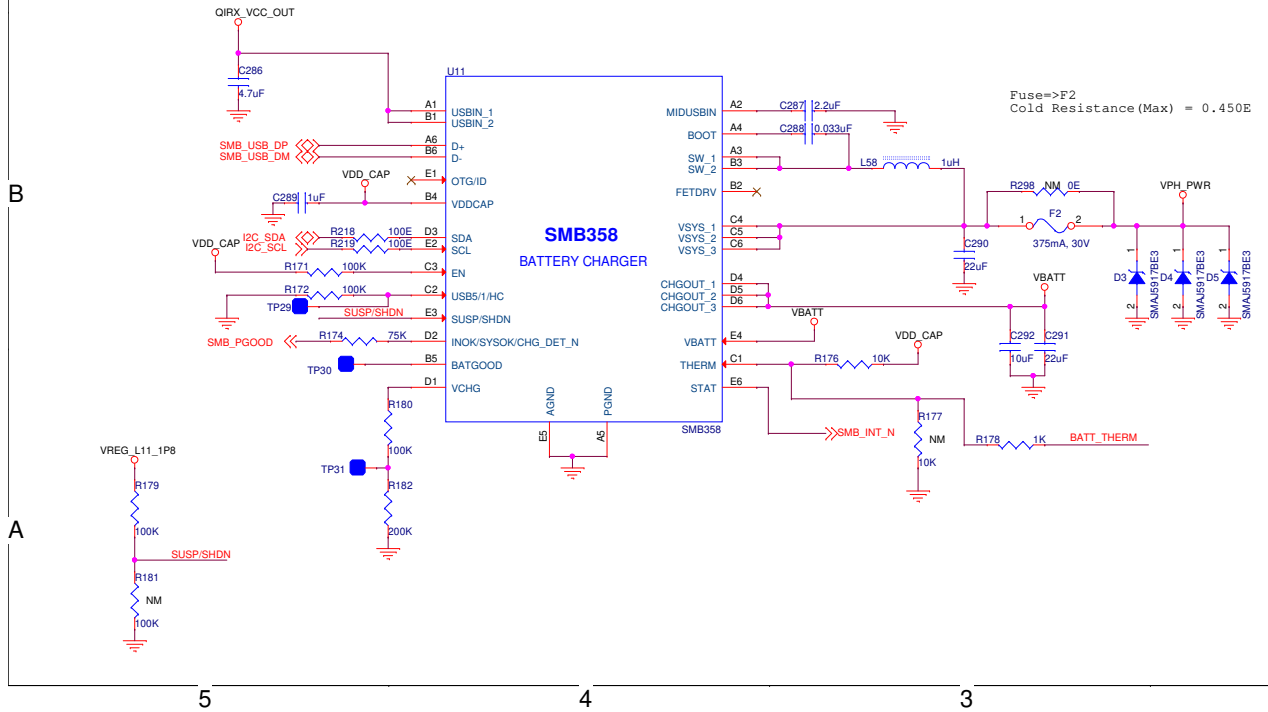 QIRX_VCC_OUT
C286
4.7uF
U11
A1
USBIN_1
B1
USBIN_2
SMB_USB_DP
A6
D+
SMB_USB_DM
B6
D-
E1
OTG/ID
VDD_CAP
C289
1uF
B4
VDDCAP
I2C_SDA
R218
100E
D3
SDA
I2C_SCL
R219
100E
E2
SCL
VDD_CAP
R171
100K
C3
EN
R172
100K
C2
USB5/1/HC
TP29
SUSP/SHDN
E3
SUSP/SHDN
SMB_PGOOD
R174
75K
D2
INOK/SYSOK/CHG_DET_N
TP30
B5
BATGOOD
D1
VCHG
R180
100K
TP31
R182
200K
SMB358
BATTERY CHARGER
AGND
PGND
E5
A5
SMB358
MIDUSBIN
A2
C287
2.2uF
BOOT
A4
C288
0.033uF
SW_1
A3
SW_2
B3
L58
1uH
FETDRV
B2
VSYS_1
C4
VSYS_2
C5
VSYS_3
C6
C290
22uF
Fuse=>F2
Cold Resistance(Max) = 0.450E
R298
NM
0E
F2
1
2
375mA, 30V
VPH_PWR
D3
1
2
SMAJ5917BE3
D4
1
2
SMAJ5917BE3
D5
1
2
SMAJ5917BE3
CHGOUT_1
D4
CHGOUT_2
D5
CHGOUT_3
D6
VBATT
C292
10uF
C291
22uF
VBATT
E4
VBATT
THERM
C1
R176
10K
VDD_CAP
STAT
E6
SMB_INT_N
R177
NM
10K
R178
1K
BATT_THERM
VREG_L11_1P8
R179
100K
SUSP/SHDN
R181
NM
100K
B
A
5
4
3